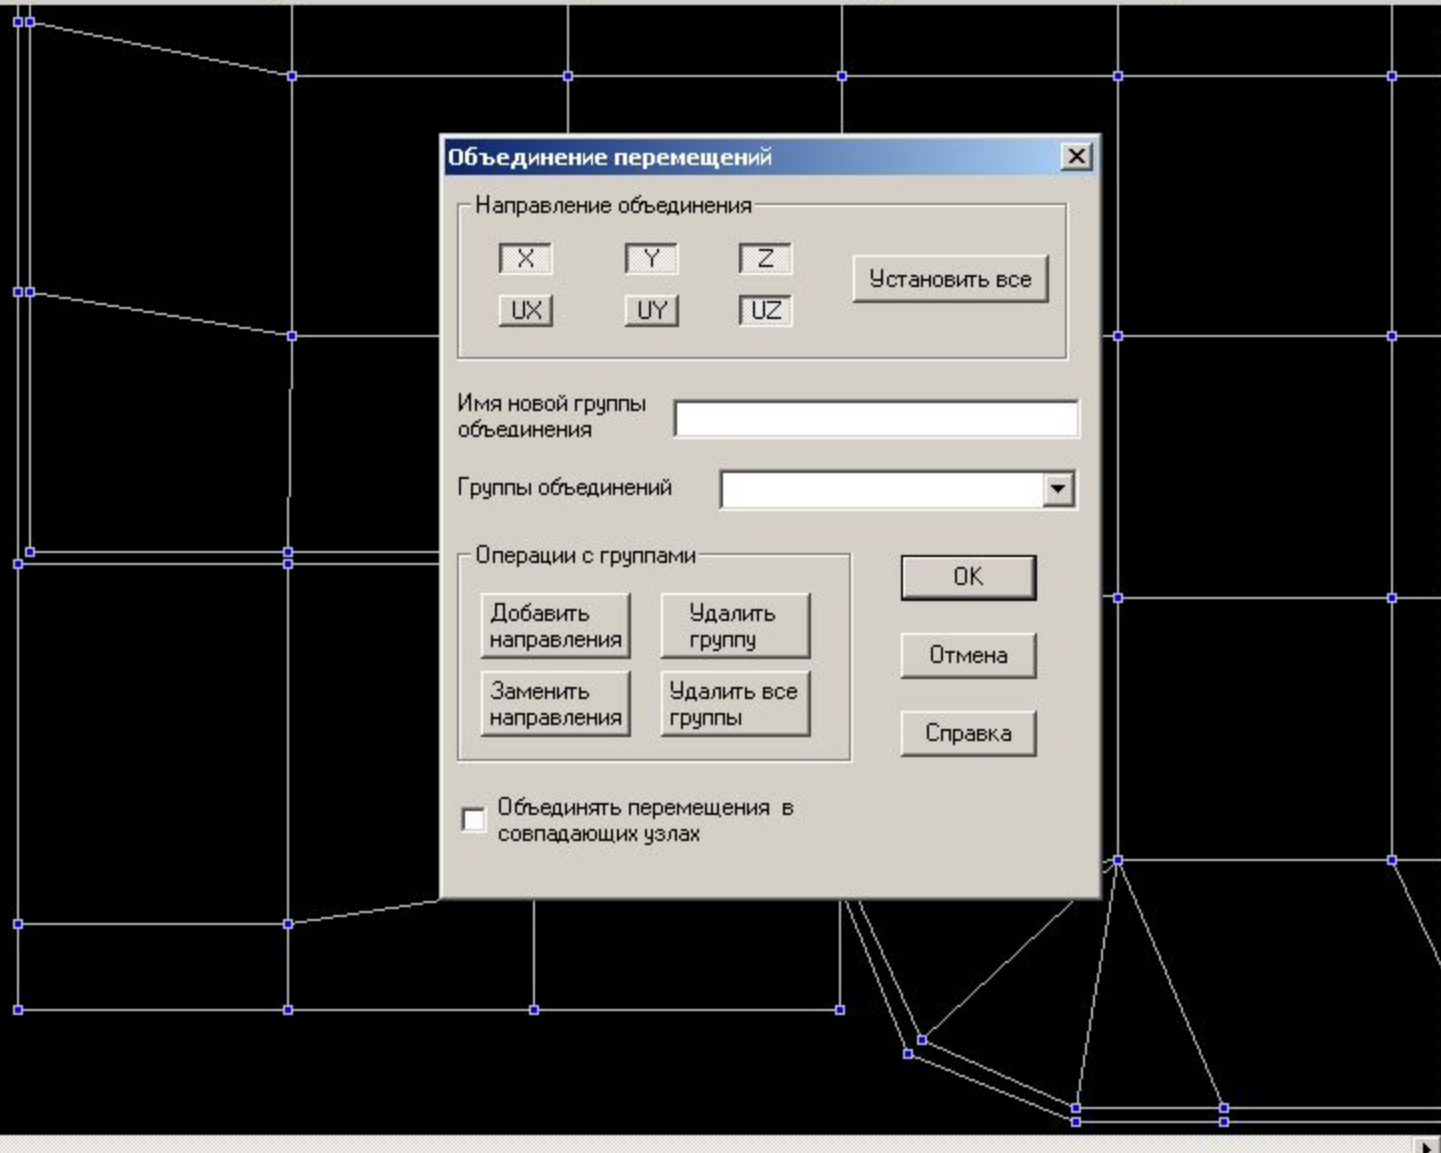 Объединение перемещений
Направление объединения
X Y Z
Установить все
UX UY UZ
Имя новой группы
объединения
Группы объединений
Операции с группами
OK
Добавить
направления
Удалить
группу
Отмена
Заменить
направления
Удалить все
группы
Справка
Объединять перемещения в
совпадающих узлах